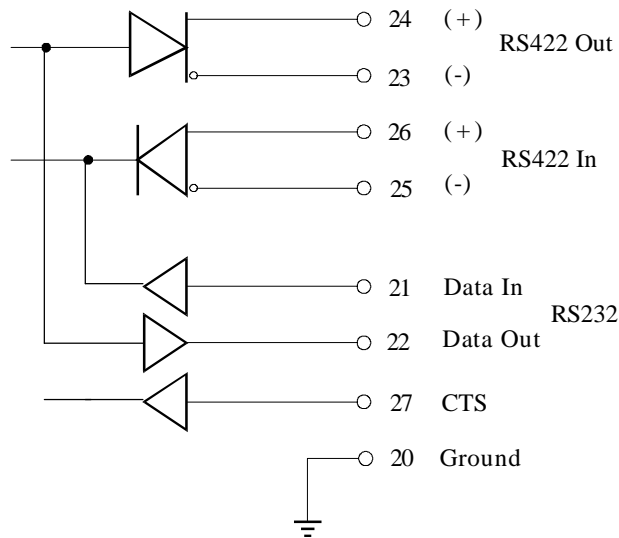 24 (+)
RS422 Out
23 (-)
26 (+)
RS422 In
25 (-)
21 Data In
RS232
22 Data Out
27 CTS
20 Ground